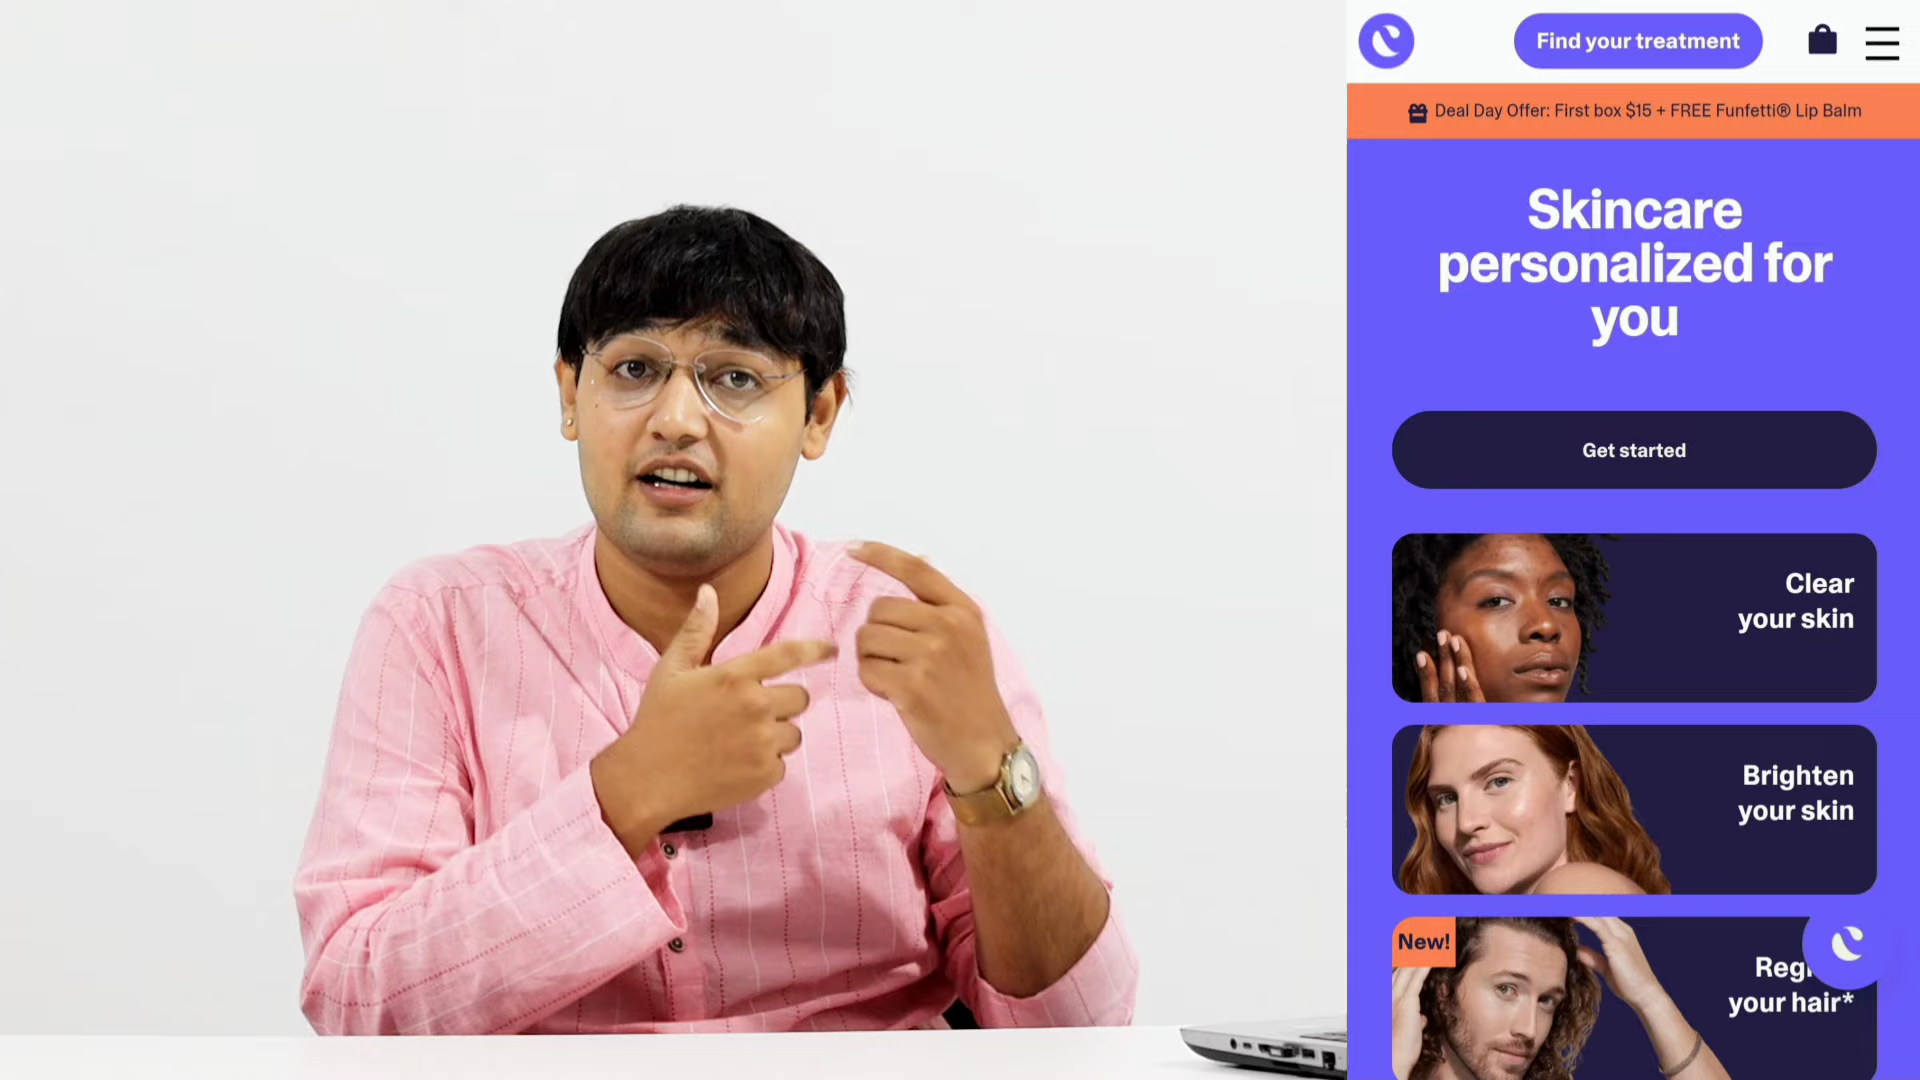 Find your treatment
Deal Day Offer: First box $15 + FREE Funfetti® Lip Balm
Skincare
personalized for
you
Get started
Clear
your skin
Brighten
your skin
New!
your hair*